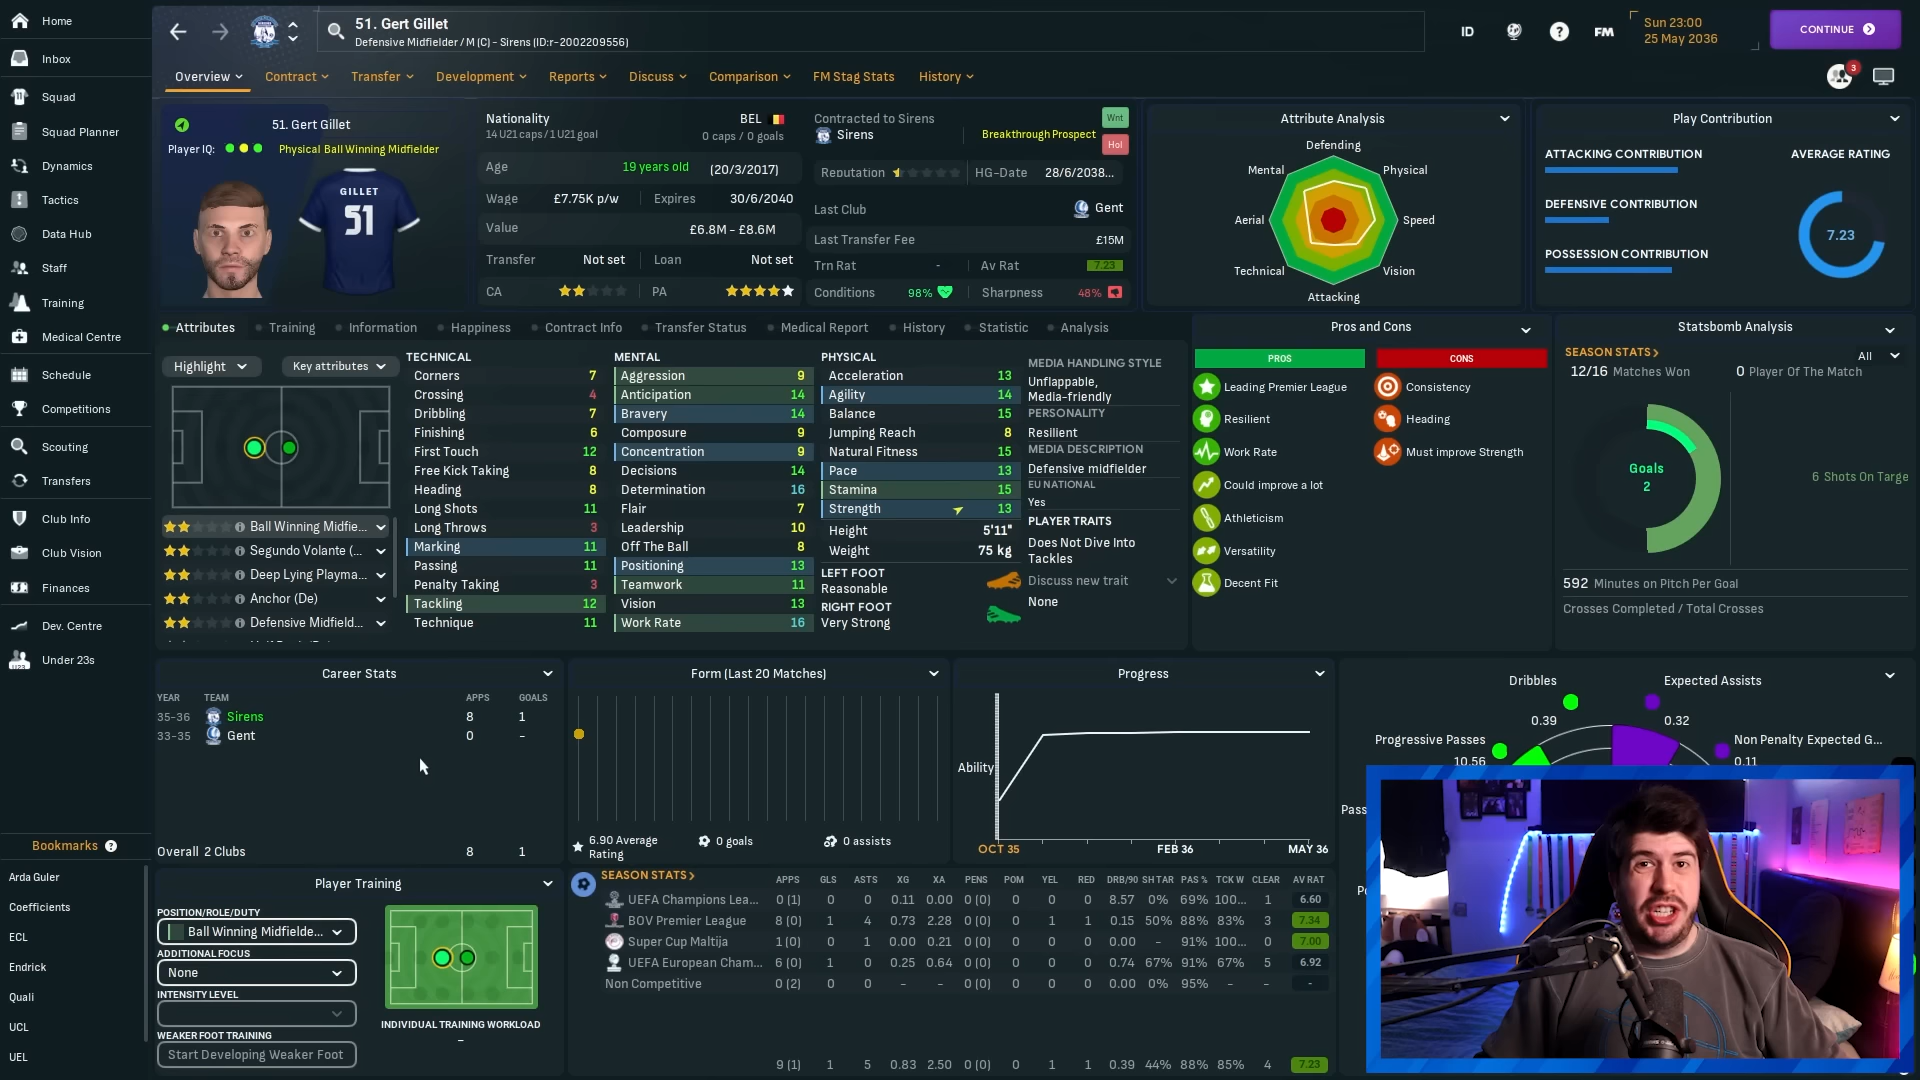 Home
Inbox
Squad
Squad Planner
Dynamics
Tactics
Data Hub
Staff
Training
Medical Centre
Schedule
Competitions
Scouting
Transfers
Club Info
Club Vision
Finances
Dev. Centre
Under 23s
Bookmarks ?
Arda Guler
Coefficients
ECL
Endrick
Quali
UCL
UEL
51. Gert Gillet
Defensive Midfielder / M (C) - Sirens (ID:r-2002209556)
ID
?
FM
Sun 23:00
25 May 2036
CONTINUE
Overview
Contract
Transfer
Development
Reports
Discuss
Comparison
FM Stag Stats
History
3
51. Gert Gillet
Player IQ: Physical Ball Winning Midfielder
GILLET
51
Nationality BEL
14 U21 caps / 1 U21 goal 0 caps / 0 goals
Age 19 years old (20/3/2017)
Wage £7.75K p/w Expires 30/6/2040
Value £6.8M - £8.6M
Transfer Not set Loan Not set
CA PA
Contracted to Sirens Wnt
Sirens Breakthrough Prospect Hol
Reputation HG-Date 28/6/2038...
Last Club Gent
Last Transfer Fee £15M
Trn Rat - Av Rat 7.23
Conditions 98% Sharpness 48%
Attribute Analysis
Defending
Mental Physical
Aerial Speed
Technical Vision
Attacking
Play Contribution
ATTACKING CONTRIBUTION
DEFENSIVE CONTRIBUTION
POSSESSION CONTRIBUTION
AVERAGE RATING
7.23
Attributes
Training
Information
Happiness
Contract Info
Transfer Status
Medical Report
History
Statistic
Analysis
Highlight
Key attributes
Ball Winning Midfie...
Segundo Volante (...
Deep Lying Playma...
Anchor (De)
Defensive Midfield...
TECHNICAL
Corners 7
Crossing 4
Dribbling 7
Finishing 6
First Touch 12
Free Kick Taking 8
Heading 8
Long Shots 11
Long Throws 3
Marking 11
Passing 11
Penalty Taking 3
Tackling 12
Technique 11
MENTAL
Aggression 9
Anticipation 14
Bravery 14
Composure 9
Concentration 9
Decisions 14
Determination 16
Flair 7
Leadership 10
Off The Ball 8
Positioning 13
Teamwork 11
Vision 13
Work Rate 16
PHYSICAL
Acceleration 13
Agility 14
Balance 15
Jumping Reach 8
Natural Fitness 15
Pace 13
Stamina 15
Strength 13
Height 5'11"
Weight 75 kg
LEFT FOOT
Reasonable
RIGHT FOOT
Very Strong
MEDIA HANDLING STYLE
Unflappable,
Media-friendly
PERSONALITY
Resilient
MEDIA DESCRIPTION
Defensive midfielder
EU NATIONAL
Yes
PLAYER TRAITS
Does Not Dive Into
Tackles
Discuss new trait
None
Pros and Cons
PROS
Leading Premier League
Resilient
Work Rate
Could improve a lot
Athleticism
Versatility
Decent Fit
CONS
Consistency
Heading
Must improve Strength
Statsbomb Analysis
SEASON STATS> All
12/16 Matches Won 0 Player Of The Match
Goals
2
6 Shots On Targe
592 Minutes on Pitch Per Goal
Crosses Completed / Total Crosses
Career Stats
YEAR TEAM APPS GOALS
35-36 Sirens 8 1
33-35 Gent 0 -
Overall 2 Clubs 8 1
Form (Last 20 Matches)
6.90 Average
Rating
0 goals
0 assists
Progress
Ability
OCT 35 FEB 36 MAY 36
Dribbles Expected Assists
0.39 0.32
Progressive Passes Non Penalty Expected G...
10.56 0.11
Player Training
POSITION/ROLE/DUTY
Ball Winning Midfielde...
ADDITIONAL FOCUS
None
INTENSITY LEVEL
WEAKER FOOT TRAINING
Start Developing Weaker Foot
INDIVIDUAL TRAINING WORKLOAD
-
SEASON STATS> APPS GLS ASTS XG XA PENS POM YEL RED DRB/90 SH TAR PAS % TCK W CLEAR AV RAT
UEFA Champions Lea... 0 (1) 0 0 0.11 0.00 0 (0) 0 0 0 8.57 0% 69% 100... 1 6.60
BOV Premier League 8 (0) 1 4 0.73 2.28 0 (0) 0 1 1 0.15 50% 88% 83% 3 7.34
Super Cup Maltija 1 (0) 0 1 0.00 0.21 0 (0) 0 0 0 0.00 - 91% 100... 0 7.00
UEFA European Cham... 6 (0) 1 0 0.25 0.64 0 (0) 0 0 0 0.74 67% 91% 67% 5 6.92
Non Competitive 0 (2) 0 0 - - 0 (0) 0 0 0 0.00 0% 95% - - -
9 (1) 1 5 0.83 2.50 0 (0) 0 1 1 0.39 44% 88% 85% 4 7.23